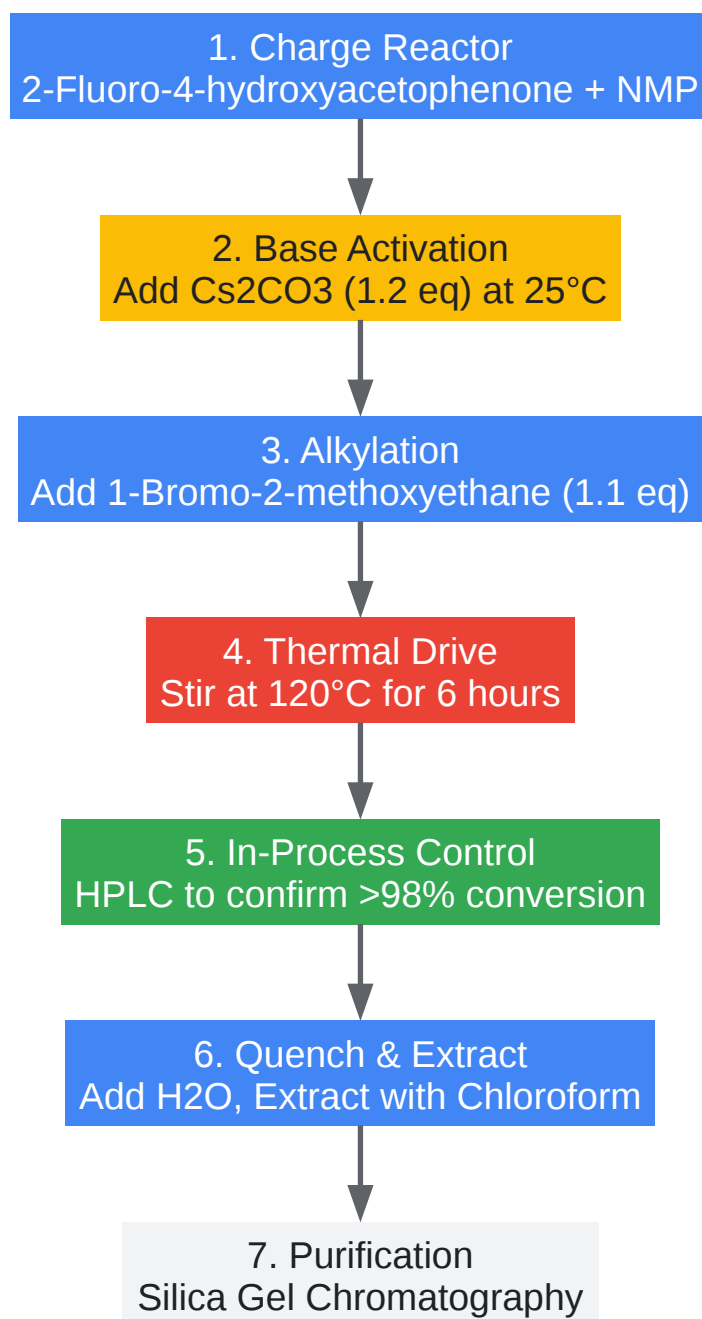 1. Charge Reactor
2-Fluoro-4-hydroxyacetophenone + NMP
2. Base Activation
Add Cs2CO3 (1.2 eq) at 25°C
3. Alkylation
Add 1-Bromo-2-methoxyethane (1.1 eq)
4. Thermal Drive
Stir at 120°C for 6 hours
5. In-Process Control
HPLC to confirm >98% conversion
6. Quench & Extract
Add H2O, Extract with Chloroform
7. Purification
Silica Gel Chromatography